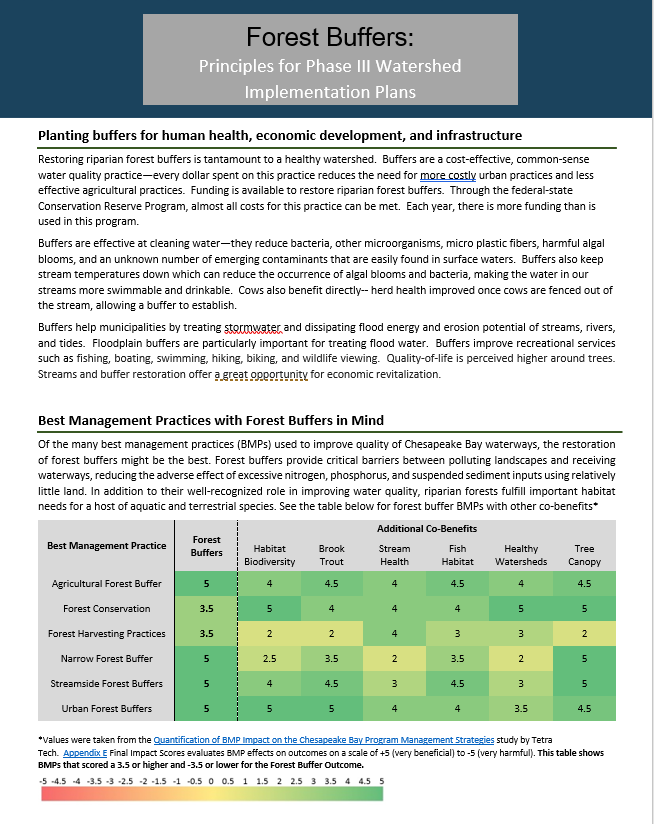 Forest Buffers:
Principles for Phase III Watershed
Implementation Plans
Planting buffers for human health, economic development, and infrastructure
Restoring riparian forest buffers is tantamount to a healthy watershed. Buffers are a cost-effective, common-sense
water quality practice—every dollar spent on this practice reduces the need for more costly urban practices and less
effective agricultural practices. Funding is available to restore riparian forest buffers. Through the federal-state
Conservation Reserve Program, almost all costs for this practice can be met. Each year, there is more funding than is
used in this program.
Buffers are effective at cleaning water—they reduce bacteria, other microorganisms, micro plastic fibers, harmful algal
blooms, and an unknown number of emerging contaminants that are easily found in surface waters. Buffers also keep
stream temperatures down which can reduce the occurrence of algal blooms and bacteria, making the water in our
streams more swimmable and drinkable. Cows also benefit directly-- herd health improved once cows are fenced out of
the stream, allowing a buffer to establish.
Buffers help municipalities by treating stormwater and dissipating flood energy and erosion potential of streams, rivers,
and tides. Floodplain buffers are particularly important for treating flood water. Buffers improve recreational services
such as fishing, boating, swimming, hiking, biking, and wildlife viewing. Quality-of-life is perceived higher around trees.
Streams and buffer restoration offer a great opportunity for economic revitalization.
Best Management Practices with Forest Buffers in Mind
Of the many best management practices (BMPs) used to improve quality of Chesapeake Bay waterways, the restoration
of forest buffers might be the best. Forest buffers provide critical barriers between polluting landscapes and receiving
waterways, reducing the adverse effect of excessive nitrogen, phosphorus, and suspended sediment inputs using relatively
little land. In addition to their well-recognized role in improving water quality, riparian forests fulfill important habitat
needs for a host of aquatic and terrestrial species. See the table below for forest buffer BMPs with other co-benefits*
Best Management Practice Forest Buffers Additional Co-Benefits
Habitat Biodiversity Brook Trout Stream Health Fish Habitat Healthy Watersheds Tree Canopy
Agricultural Forest Buffer 5 4 4.5 4 4.5 4 4.5
Forest Conservation 3.5 5 4 4 4 5 5
Forest Harvesting Practices 3.5 2 2 4 3 3 2
Narrow Forest Buffer 5 2.5 3.5 2 3.5 2 5
Streamside Forest Buffers 5 4 4.5 3 4.5 3 5
Urban Forest Buffers 5 5 5 4 4 3.5 4.5
*Values were taken from the Quantification of BMP Impact on the Chesapeake Bay Program Management Strategies study by Tetra
Tech. Appendix E Final Impact Scores evaluates BMP effects on outcomes on a scale of +5 (very beneficial) to -5 (very harmful). This table shows
BMPs that scored a 3.5 or higher and -3.5 or lower for the Forest Buffer Outcome.
-5 -4.5 -4 -3.5 -3 -2.5 -2 -1.5 -1 -0.5 0 0.5 1 1.5 2 2.5 3 3.5 4 4.5 5